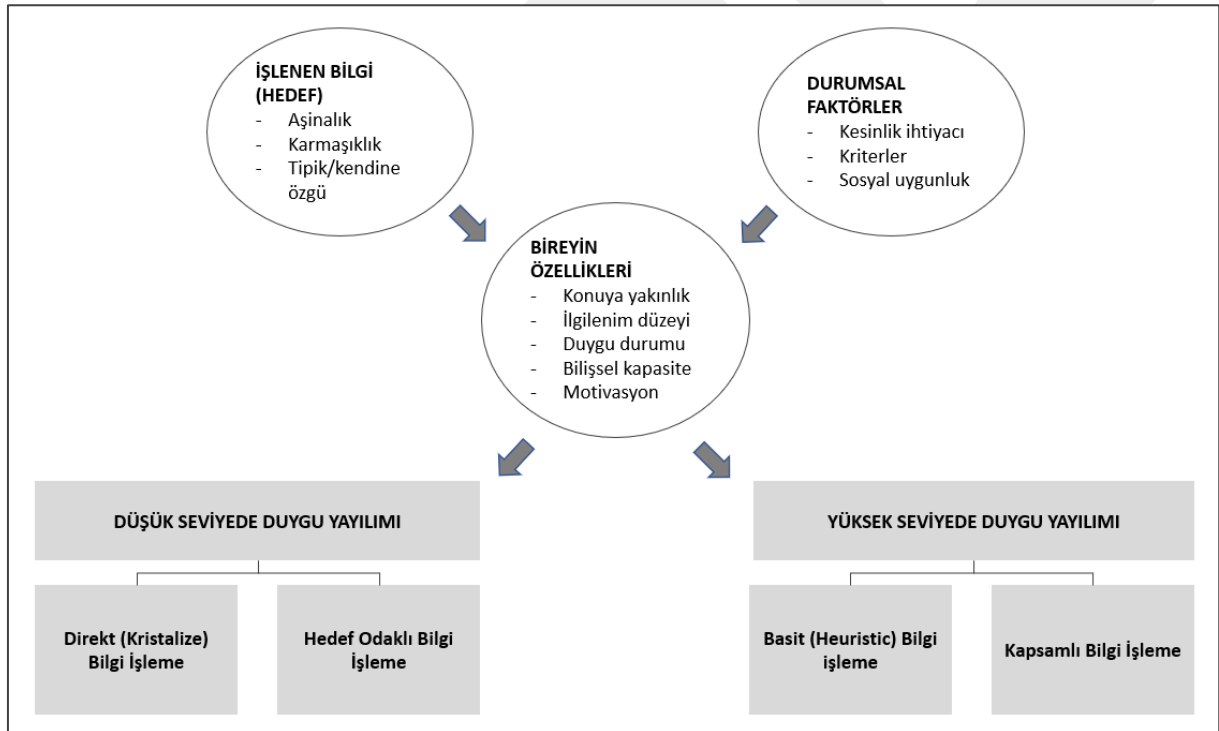 İŞLENEN BİLGİ
(HEDEF)
- Aşinalık
- Karmaşıklık
- Tipik/kendine
özgü
DURUMSAL
FAKTÖRLER
- Kesinlik ihtiyacı
- Kriterler
- Sosyal uygunluk
BİREYİN
ÖZELLİKLERİ
- Konuya yakınlık
- İlgilenim düzeyi
- Duygu durumu
- Bilişsel kapasite
- Motivasyon
DÜŞÜK SEVİYEDE DUYGU YAYILIMI
Direkt (Kristalize)
Bilgi İşleme
Hedef Odaklı Bilgi
İşleme
YÜKSEK SEVİYEDE DUYGU YAYILIMI
Basit (Heuristic) Bilgi
işleme
Kapsamlı Bilgi İşleme